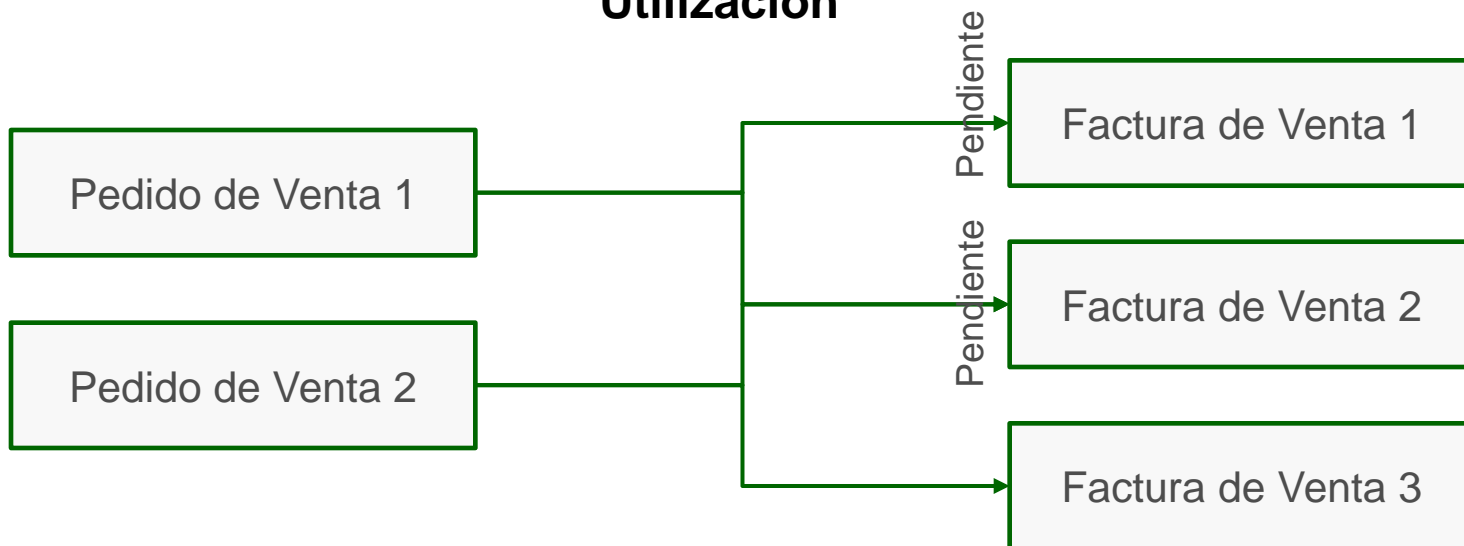 Utilización
Pendiente
Factura de Venta 1
Pedido de Venta 1
Pendiente
Factura de Venta 2
Pedido de Venta 2
Factura de Venta 3